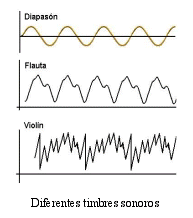 Diapasón
Flauta
Violín
Diferentes timbres sonoros